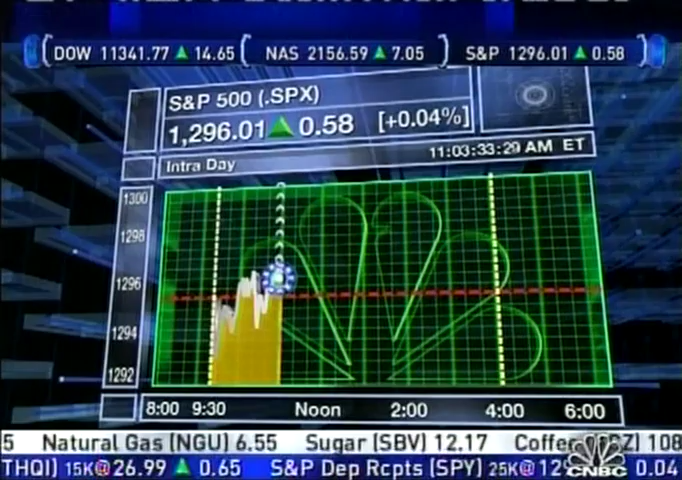 DOW 11341.77 ▲ 14.65 NAS 2156.59 ▲ 7.05 S&P 1296.01 ▲ 0.58
S&P 500 (.SPX)
1,296.01 ▲ 0.58 [+0.04%]
Intra Day 11:03:33:29 AM ET
1300
1298
1296
1294
1292
8:00 9:30 Noon 2:00 4:00 6:00
5 Natural Gas (NGU) 6.55 Sugar (SBV) 12.17 108
THQI) 15K@26.99 ▲ 0.65 S&P Dep Rcpts (SPY) 25K@ 0.04
CNBC